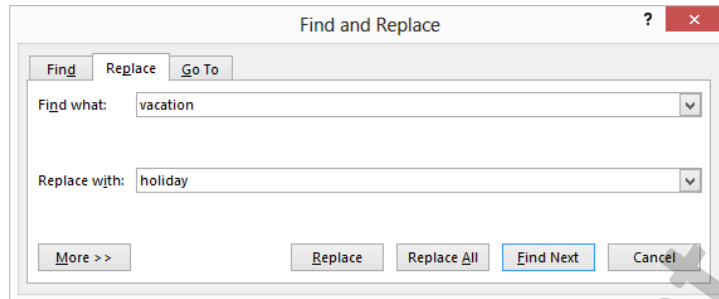 Find and Replace ? ×
Find Replace Go To
Find what: vacation
Replace with: holiday
More >> Replace Replace All Find Next Cancel